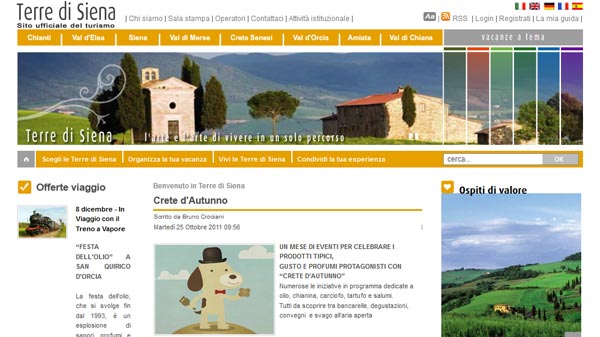 Terre di Siena
Sito ufficiale del turismo
| Chi siamo | Sala stampa | Operatori | Contattaci | Attività istituzionale |
Aa | RSS | Login | Registrati | La mia guida |
Chianti Val d'Elsa Siena Val di Merse Crete Senesi Val d'Orcia Amiata Val di Chiana
vacanze a tema
Terre di Siena l'arte e l'arte di vivere in un solo percorso
Scegli le Terre di Siena Organizza la tua vacanza Vivi le Terre di Siena Condividi la tua esperienza
cerca... OK
Offerte viaggio
8 dicembre - In
Viaggio con il
Treno a Vapore
“FESTA
DELL'OLIO” A
SAN QUIRICO
D'ORCIA
La festa dell'olio,
che si svolge fin
dal 1993, è un
esplosione di
sapori, profumi e
Benvenuto in Terre di Siena
Crete d'Autunno
Scritto da Bruno Crociani
Martedì 25 Ottobre 2011 09:56
UN MESE DI EVENTI PER CELEBRARE I
PRODOTTI TIPICI,
GUSTO E PROFUMI PROTAGONISTI CON
“CRETE D'AUTUNNO”
Numerose le iniziative in programma dedicate a
olio, chianina, carciofo, tartufo e salumi.
Tutti da scoprire tra bancarelle, degustazioni,
convegni e svago all'aria aperta
Ospiti di valore